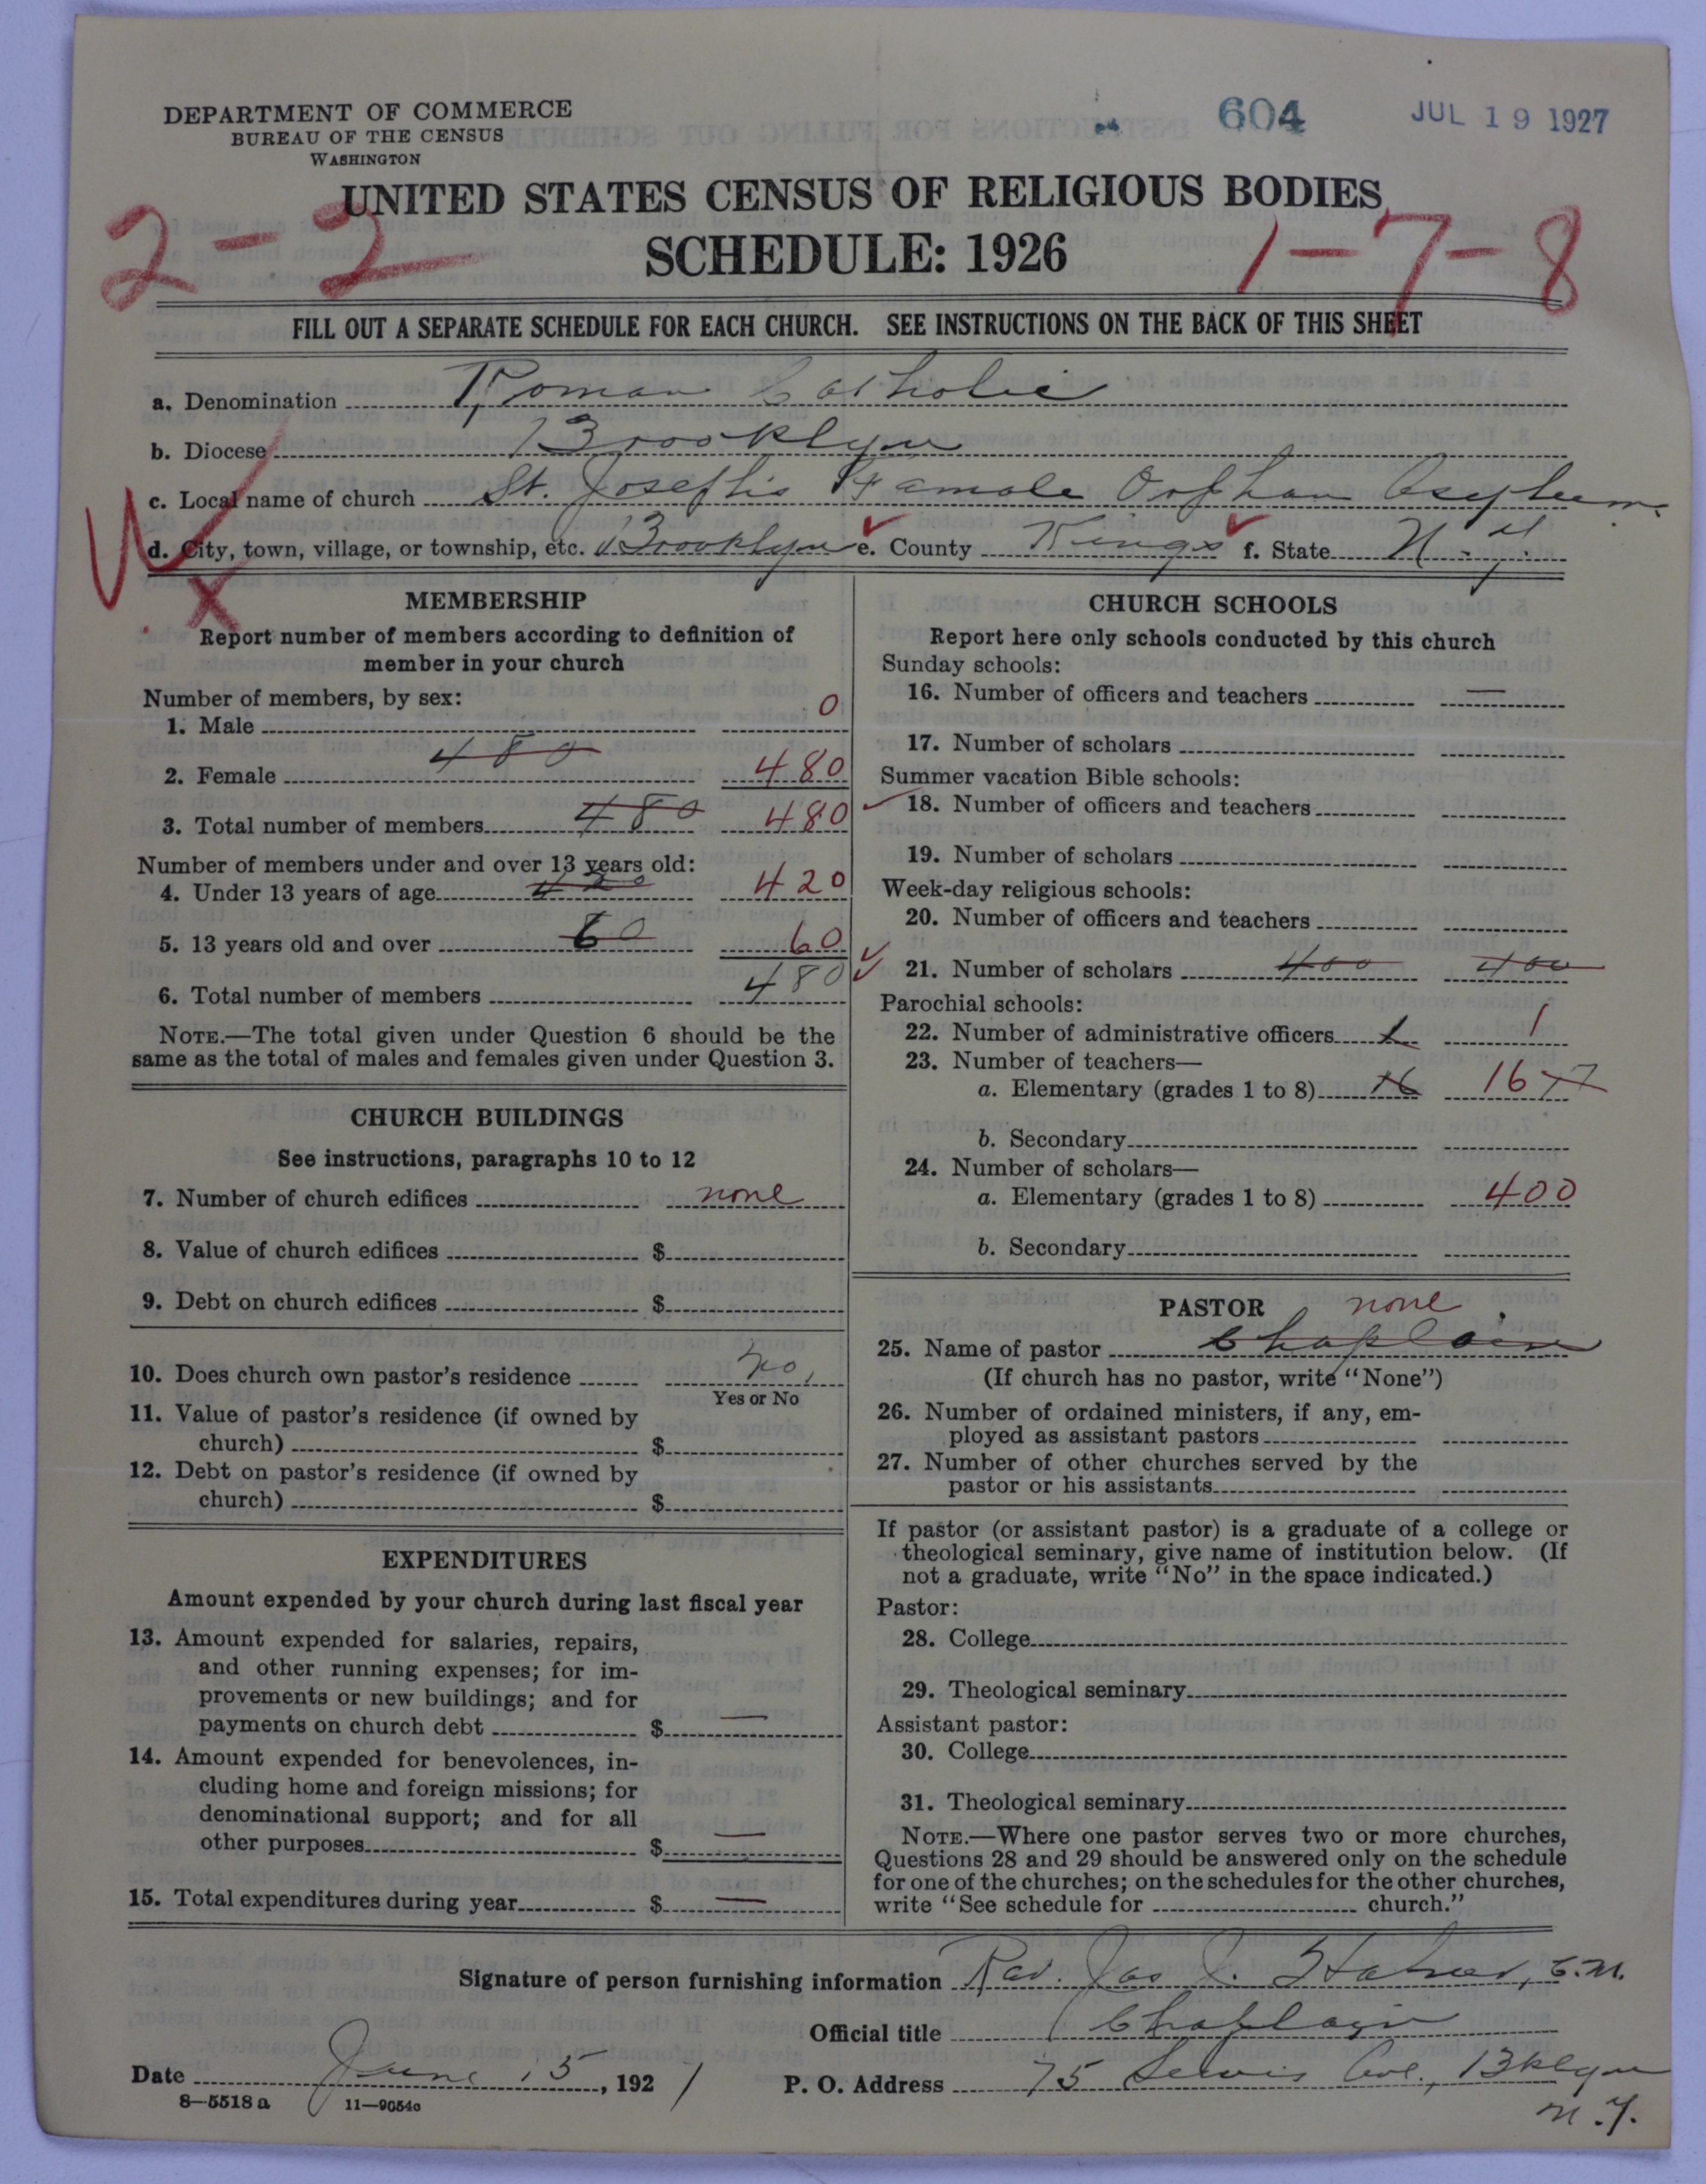 DEPARTMENT OF COMMERCE
BUREAU OF THE CENSUS
WASHINGTON
604 JUL 19 1927
UNITED STATES CENSUS OF RELIGIOUS BODIES
SCHEDULE: 1926
2-2 1-7-8
FILL OUT A SEPARATE SCHEDULE FOR EACH CHURCH. SEE INSTRUCTIONS ON THE BACK OF THIS SHEET
a. Denomination Roman Catholic
b. Diocese Brooklyn
c. Local name of church St. Joseph's Female Orphan Asylum.
d. City, town, village, or township, etc. Brooklyn e. County Kings f. State N.Y.
MEMBERSHIP
Report number of members according to definition of
member in your church
Number of members, by sex:
1. Male 0
2. Female 480 480
3. Total number of members 480 480
Number of members under and over 13 years old:
4. Under 13 years of age 420 420
5. 13 years old and over 60 60
6. Total number of members 480
NOTE.—The total given under Question 6 should be the
same as the total of males and females given under Question 3.
CHURCH BUILDINGS
See instructions, paragraphs 10 to 12
7. Number of church edifices none
8. Value of church edifices $
9. Debt on church edifices $
10. Does church own pastor's residence No,
Yes or No
11. Value of pastor's residence (if owned by
church) $
12. Debt on pastor's residence (if owned by
church) $
EXPENDITURES
Amount expended by your church during last fiscal year
13. Amount expended for salaries, repairs,
and other running expenses; for im-
provements or new buildings; and for
payments on church debt $ —
14. Amount expended for benevolences, in-
cluding home and foreign missions; for
denominational support; and for all
other purposes $ —
15. Total expenditures during year $ —
CHURCH SCHOOLS
Report here only schools conducted by this church
Sunday schools:
16. Number of officers and teachers —
17. Number of scholars
Summer vacation Bible schools:
18. Number of officers and teachers
19. Number of scholars
Week-day religious schools:
20. Number of officers and teachers
21. Number of scholars 400 400
Parochial schools:
22. Number of administrative officers 1 1
23. Number of teachers—
a. Elementary (grades 1 to 8) 16 16 17
b. Secondary
24. Number of scholars—
a. Elementary (grades 1 to 8) 400
b. Secondary
PASTOR none
25. Name of pastor Chaplain
(If church has no pastor, write "None")
26. Number of ordained ministers, if any, em-
ployed as assistant pastors
27. Number of other churches served by the
pastor or his assistants
If pastor (or assistant pastor) is a graduate of a college or
theological seminary, give name of institution below. (If
not a graduate, write "No" in the space indicated.)
Pastor:
28. College
29. Theological seminary
Assistant pastor:
30. College
31. Theological seminary
NOTE.—Where one pastor serves two or more churches,
Questions 28 and 29 should be answered only on the schedule
for one of the churches; on the schedules for the other churches,
write "See schedule for church."
Signature of person furnishing information Rev. Jas J. C.M.
Official title Chaplain
Date June 15, 1927 P. O. Address 75 Lewis Ave., Bklyn
N.Y.
8—5518 a 11—9054a